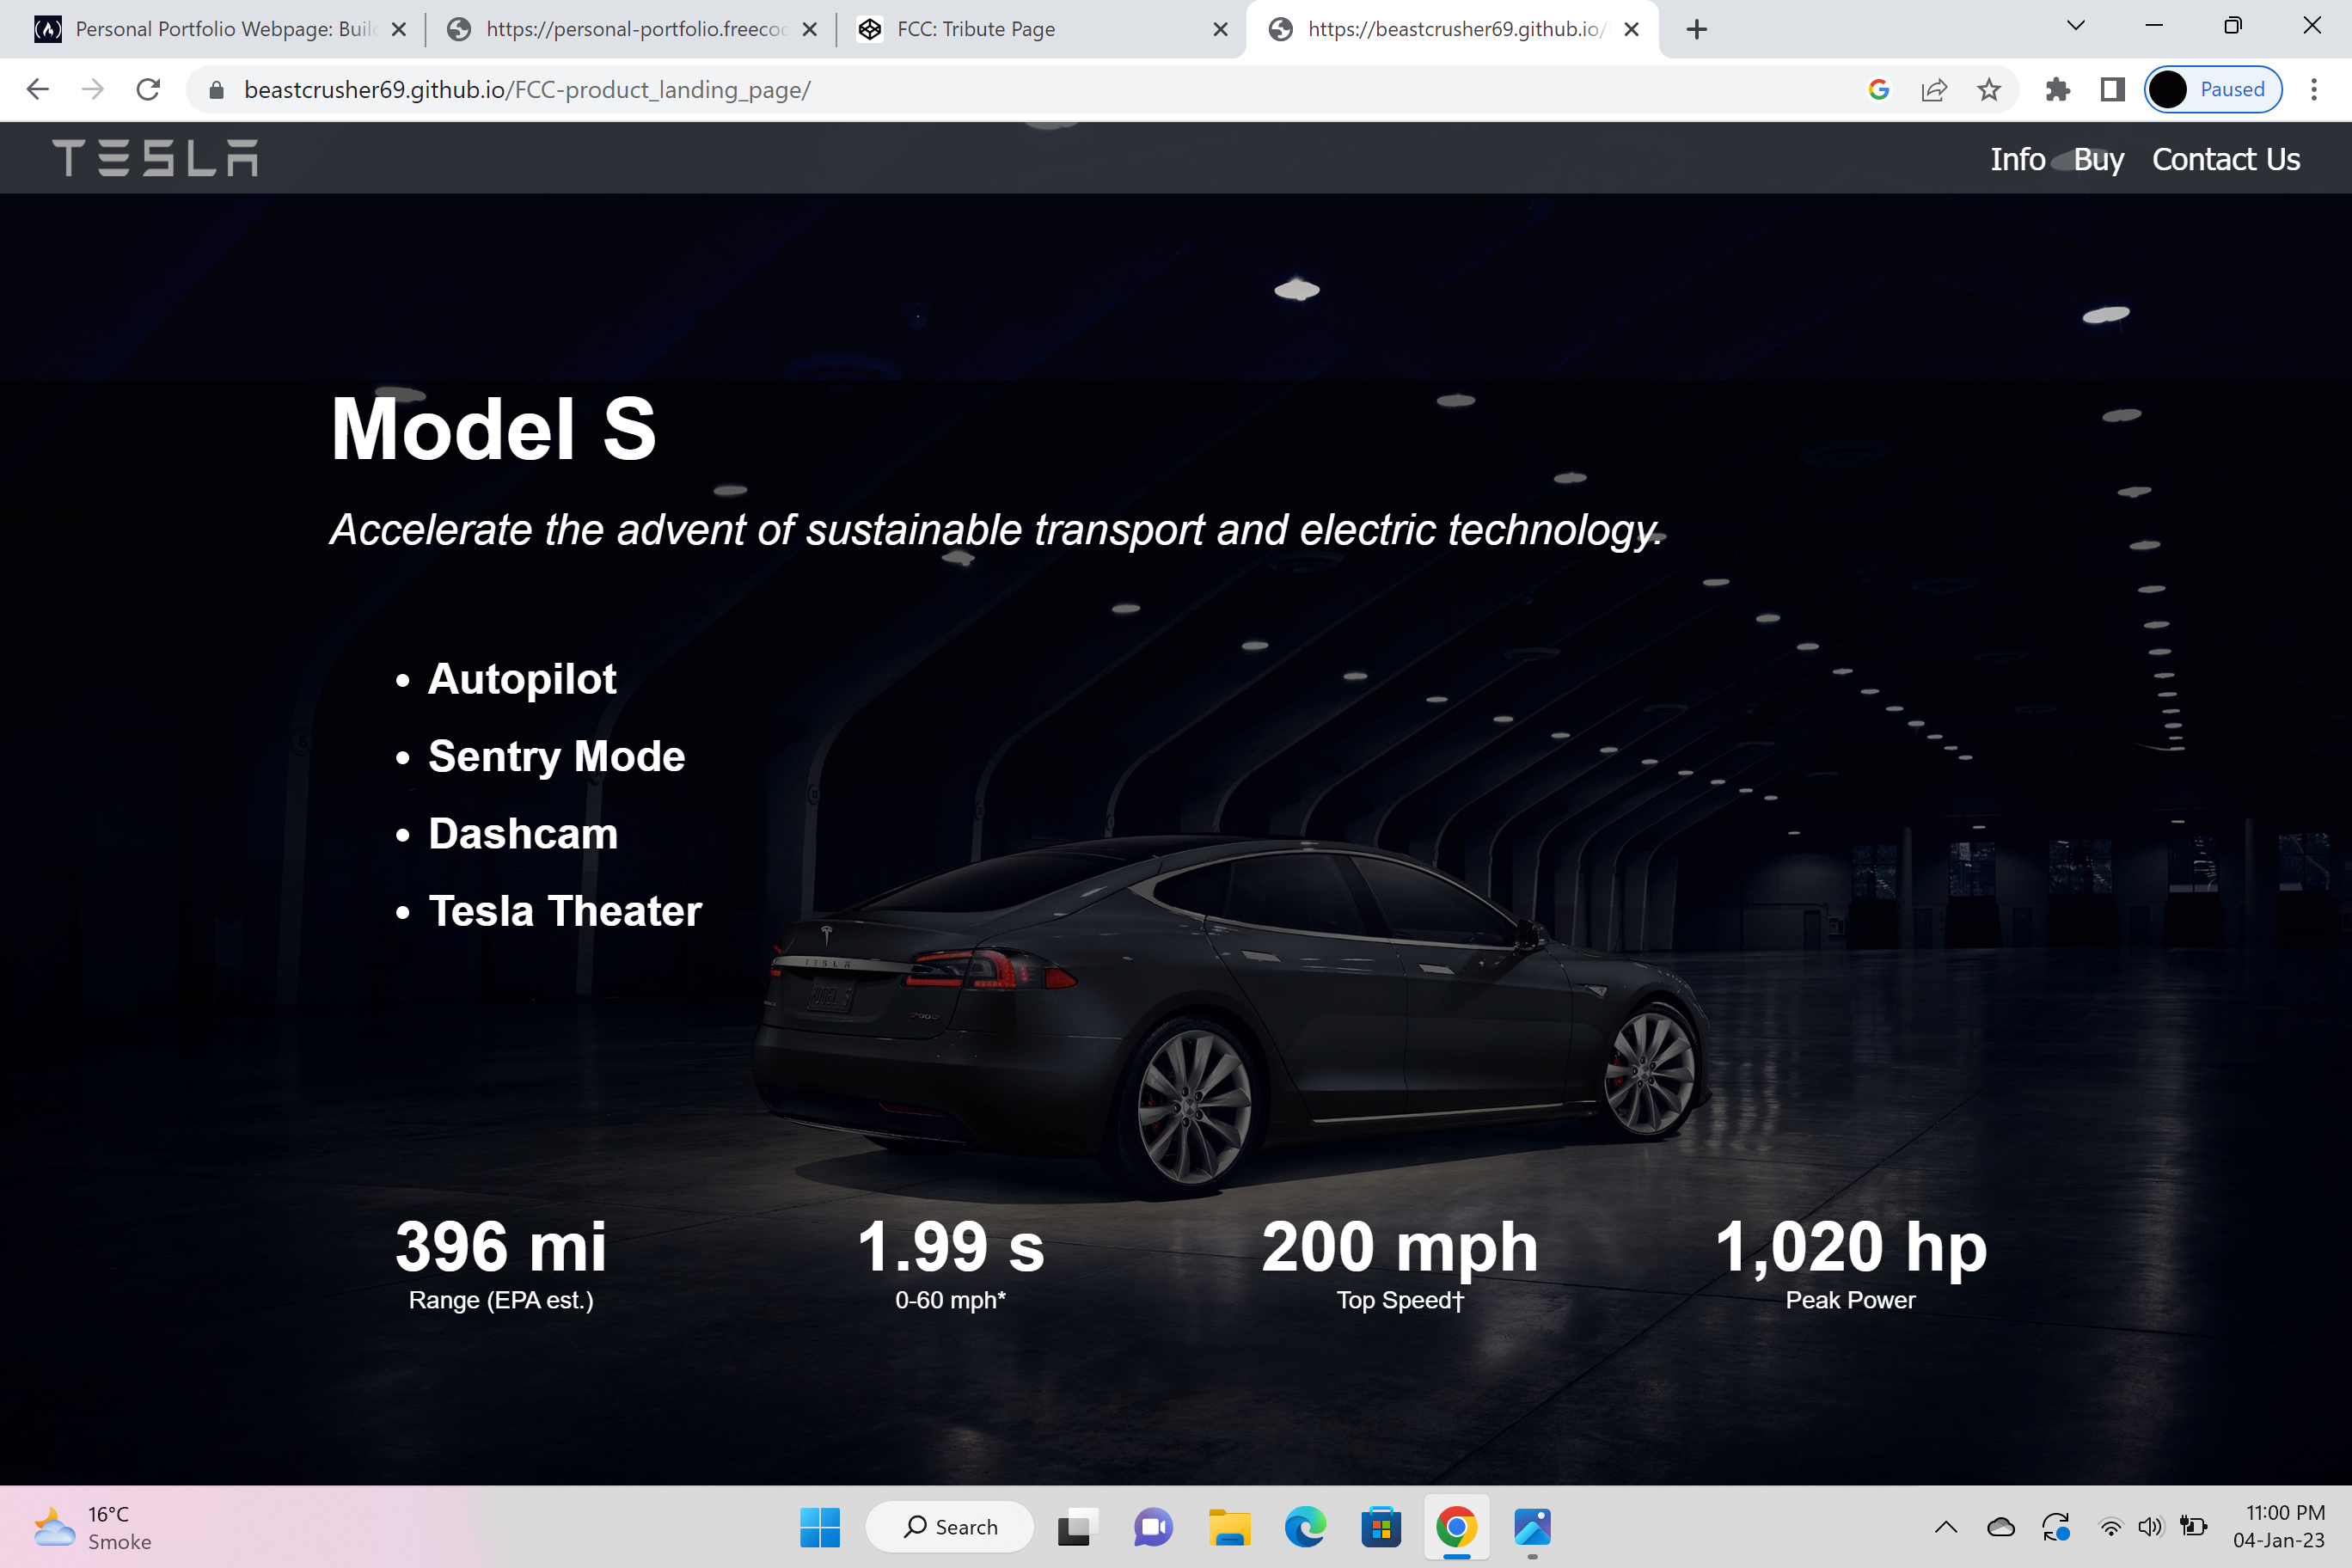 Personal Portfolio Webpage: Buil
https://personal-portfolio.freecoc
FCC: Tribute Page
https://beastcrusher69.github.io/
beastcrusher69.github.io/FCC-product_landing_page/
Paused
TESLA
Info Buy Contact Us
Model S
Accelerate the advent of sustainable transport and electric technology.
• Autopilot
• Sentry Mode
• Dashcam
• Tesla Theater
TESLA
MODEL S
396 mi 1.99 s 200 mph 1,020 hp
Range (EPA est.) 0-60 mph* Top Speed† Peak Power
16°C
Smoke
Search
11:00 PM
04-Jan-23